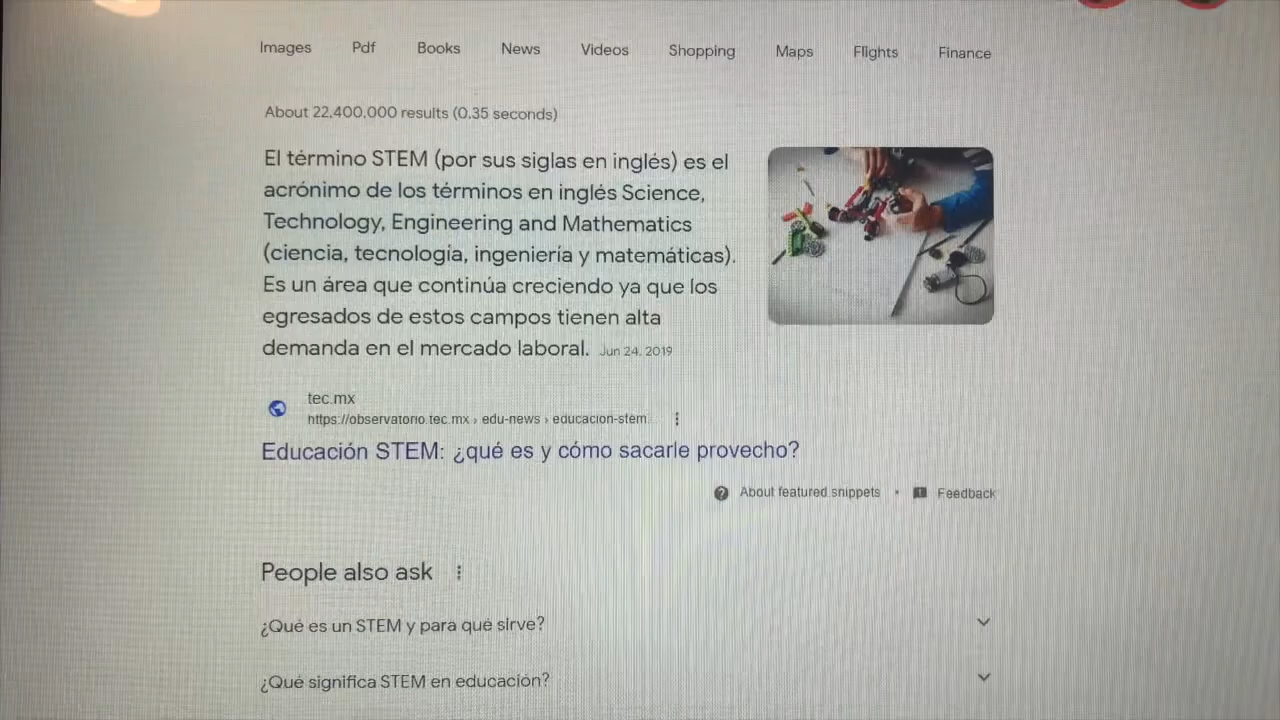 Images Pdf Books News Videos Shopping Maps Flights Finance
About 22,400,000 results (0.35 seconds)
El término STEM (por sus siglas en inglés) es el
acrónimo de los términos en inglés Science,
Technology, Engineering and Mathematics
(ciencia, tecnología, ingeniería y matemáticas).
Es un área que continúa creciendo ya que los
egresados de estos campos tienen alta
demanda en el mercado laboral. Jun 24, 2019
tec.mx
https://observatorio.tec.mx › edu-news › educacion-stem...
Educación STEM: ¿qué es y cómo sacarle provecho?
About featured snippets • Feedback
People also ask
¿Qué es un STEM y para qué sirve?
¿Qué significa STEM en educación?